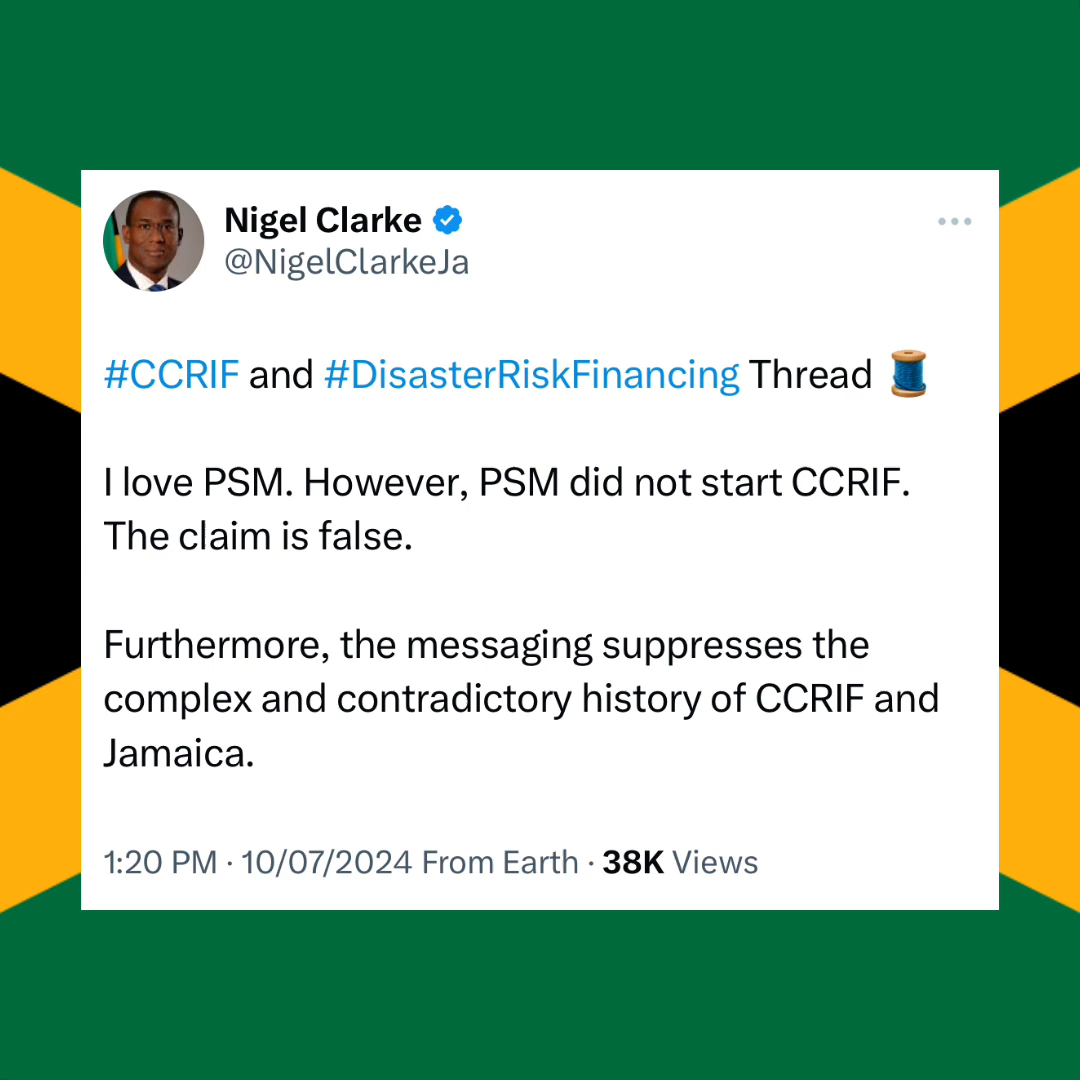 Nigel Clarke
@NigelClarkeJa
#CCRIF and #DisasterRiskFinancing Thread 🧵
I love PSM. However, PSM did not start CCRIF.
The claim is false.
Furthermore, the messaging suppresses the
complex and contradictory history of CCRIF and
Jamaica.
1:20 PM · 10/07/2024 From Earth · 38K Views